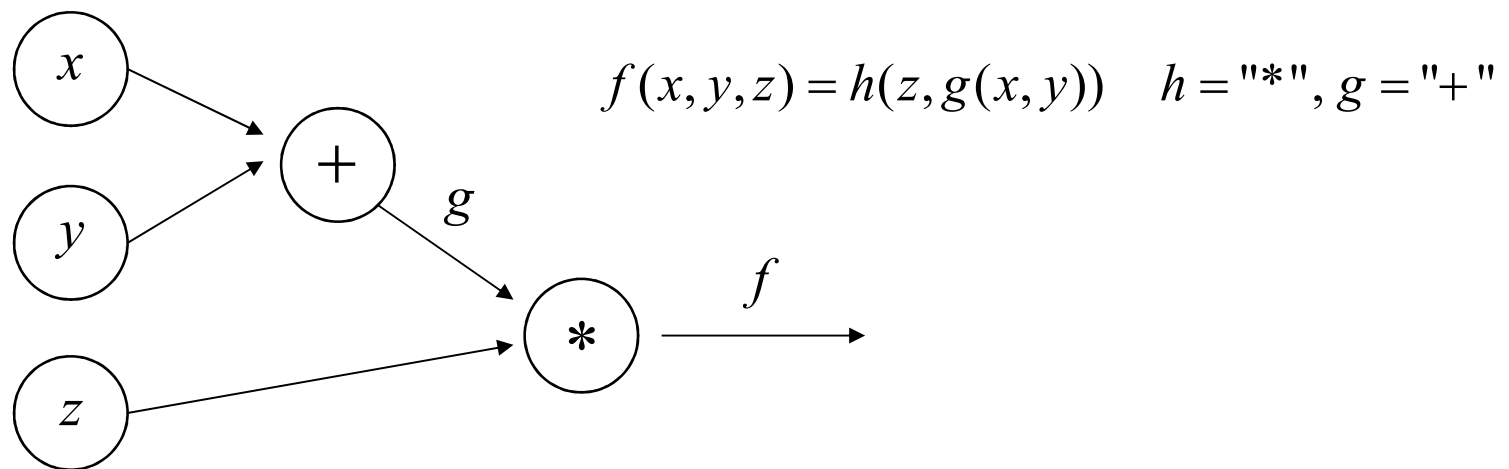 x
f(x, y, z) = h(z, g(x, y)) h = "*", g = "+"
+
g
y
f
*
z